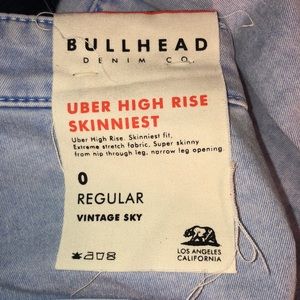 BULLHEAD
DENIM CO.
UBER HIGH RISE
SKINNIEST
Uber High Rise. Skinniest fit.
Extreme stretch fabric. Super skinny
from nip through leg, narrow leg opening.
0
REGULAR
VINTAGE SKY
LOS ANGELES
CALIFORNIA